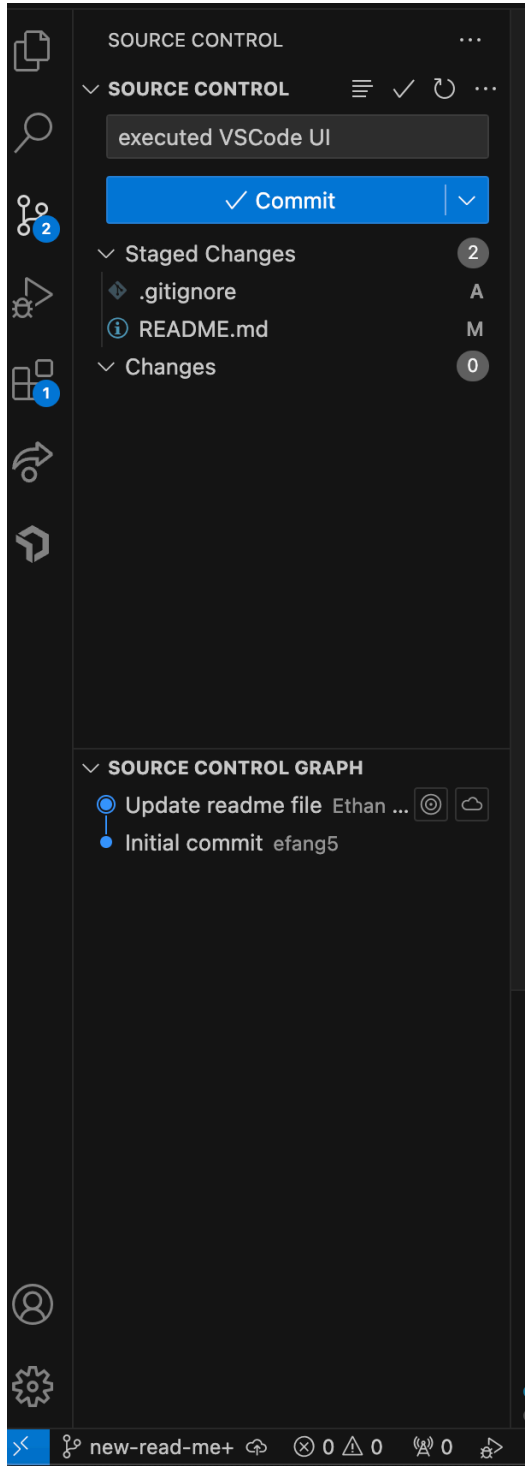 SOURCE CONTROL
SOURCE CONTROL
executed VSCode UI
Commit
2
Staged Changes 2
.gitignore A
README.md M
Changes 0
1
SOURCE CONTROL GRAPH
Update readme file Ethan ...
Initial commit efang5
new-read-me+ 0 0 0